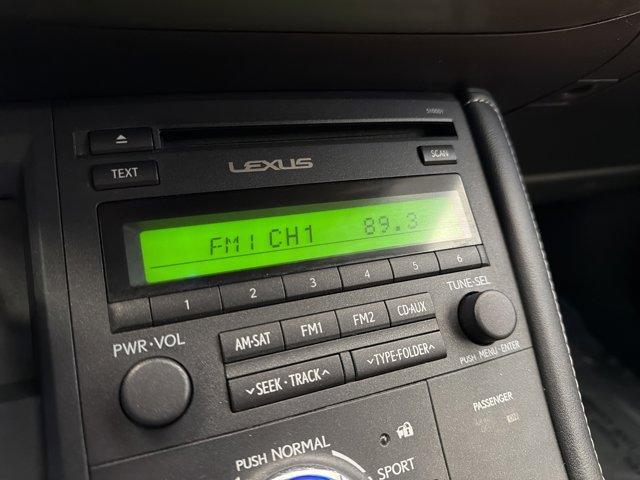 510001
TEXT
LEXUS
SCAN
FM1 CH1 89.3
1 2 3 4 5 6
TUNE·SEL
PWR·VOL
AM·SAT FM1 FM2 CD·AUX
SEEK·TRACK
TYPE·FOLDER
PUSH MENU·ENTER
PASSENGER
PUSH NORMAL
SPORT